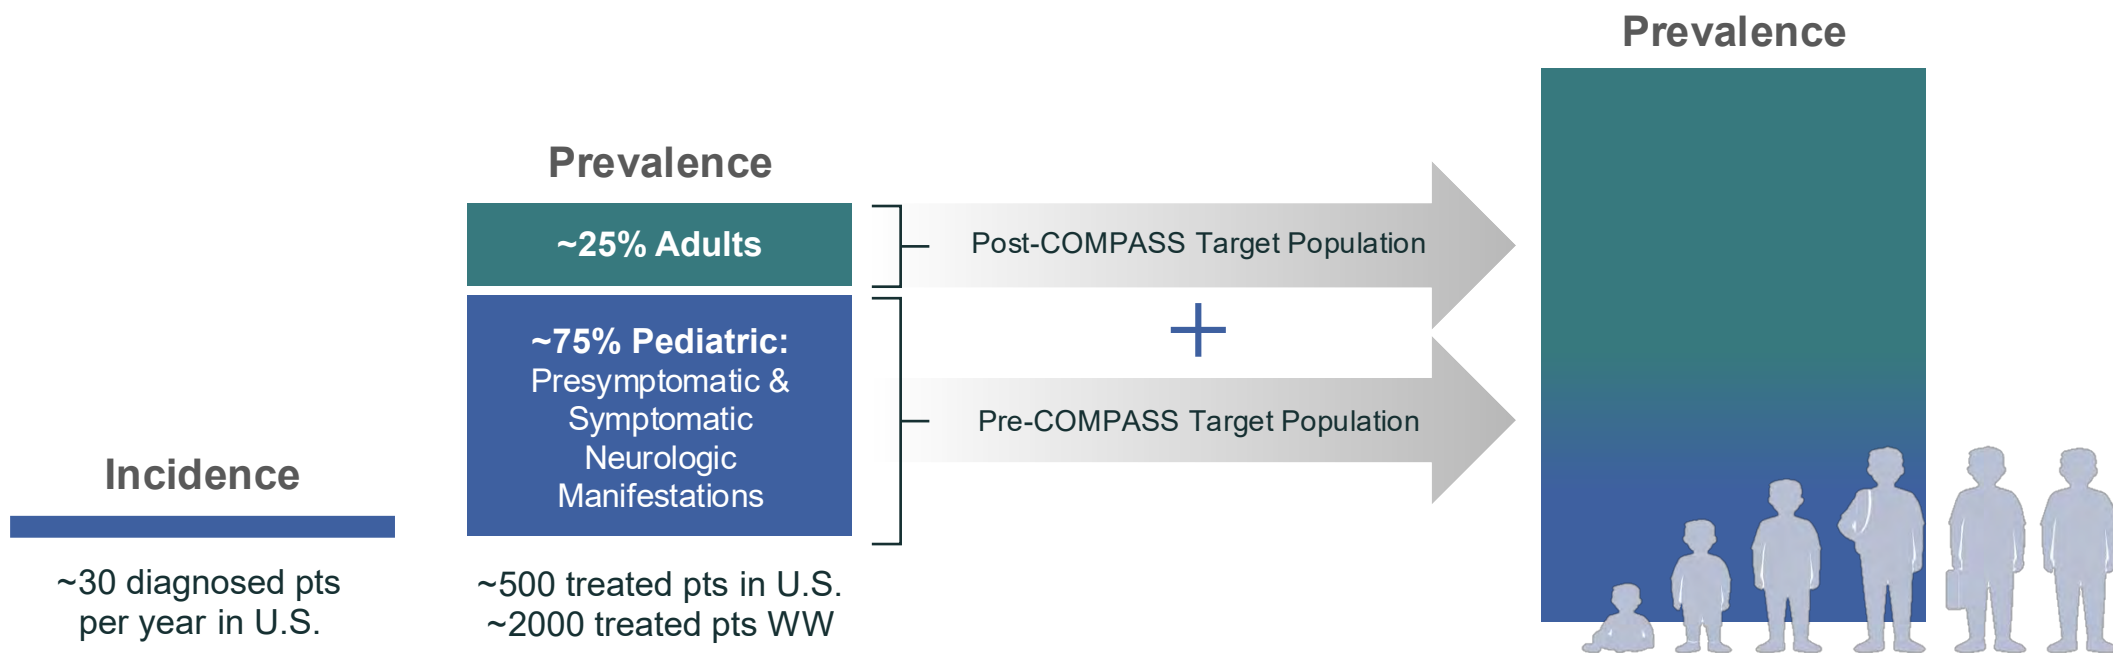 Incidence
~30 diagnosed pts
per year in U.S.
Prevalence
~25% Adults
~75% Pediatric:
Presymptomatic &
Symptomatic
Neurologic
Manifestations
~500 treated pts in U.S.
~2000 treated pts WW
Post-COMPASS Target Population
+
Pre-COMPASS Target Population
Prevalence